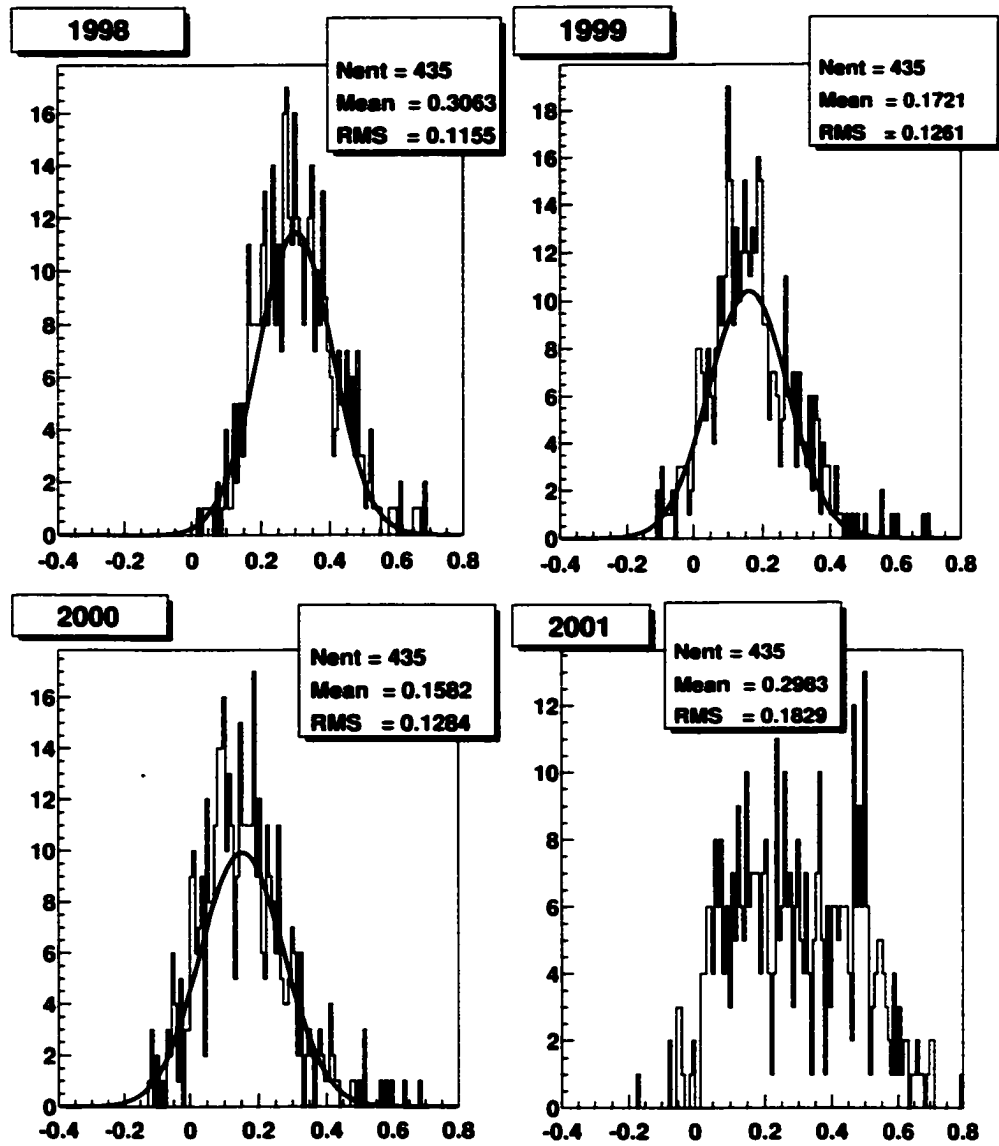 1998
Nent = 435
Mean = 0.3063
RMS = 0.1155
16
14
12
10
8
6
4
2
0
-0.4 -0.2 0 0.2 0.4 0.6 0.8
1999
Nent = 435
Mean = 0.1721
RMS = 0.1261
18
16
14
12
10
8
6
4
2
0
-0.4 -0.2 0 0.2 0.4 0.6 0.8
2000
Nent = 435
Mean = 0.1582
RMS = 0.1284
16
14
12
10
8
6
4
2
0
-0.4 -0.2 0 0.2 0.4 0.6 0.8
2001
Nent = 435
Mean = 0.2983
RMS = 0.1829
12
10
8
6
4
2
0
-0.4 -0.2 0 0.2 0.4 0.6 0.8